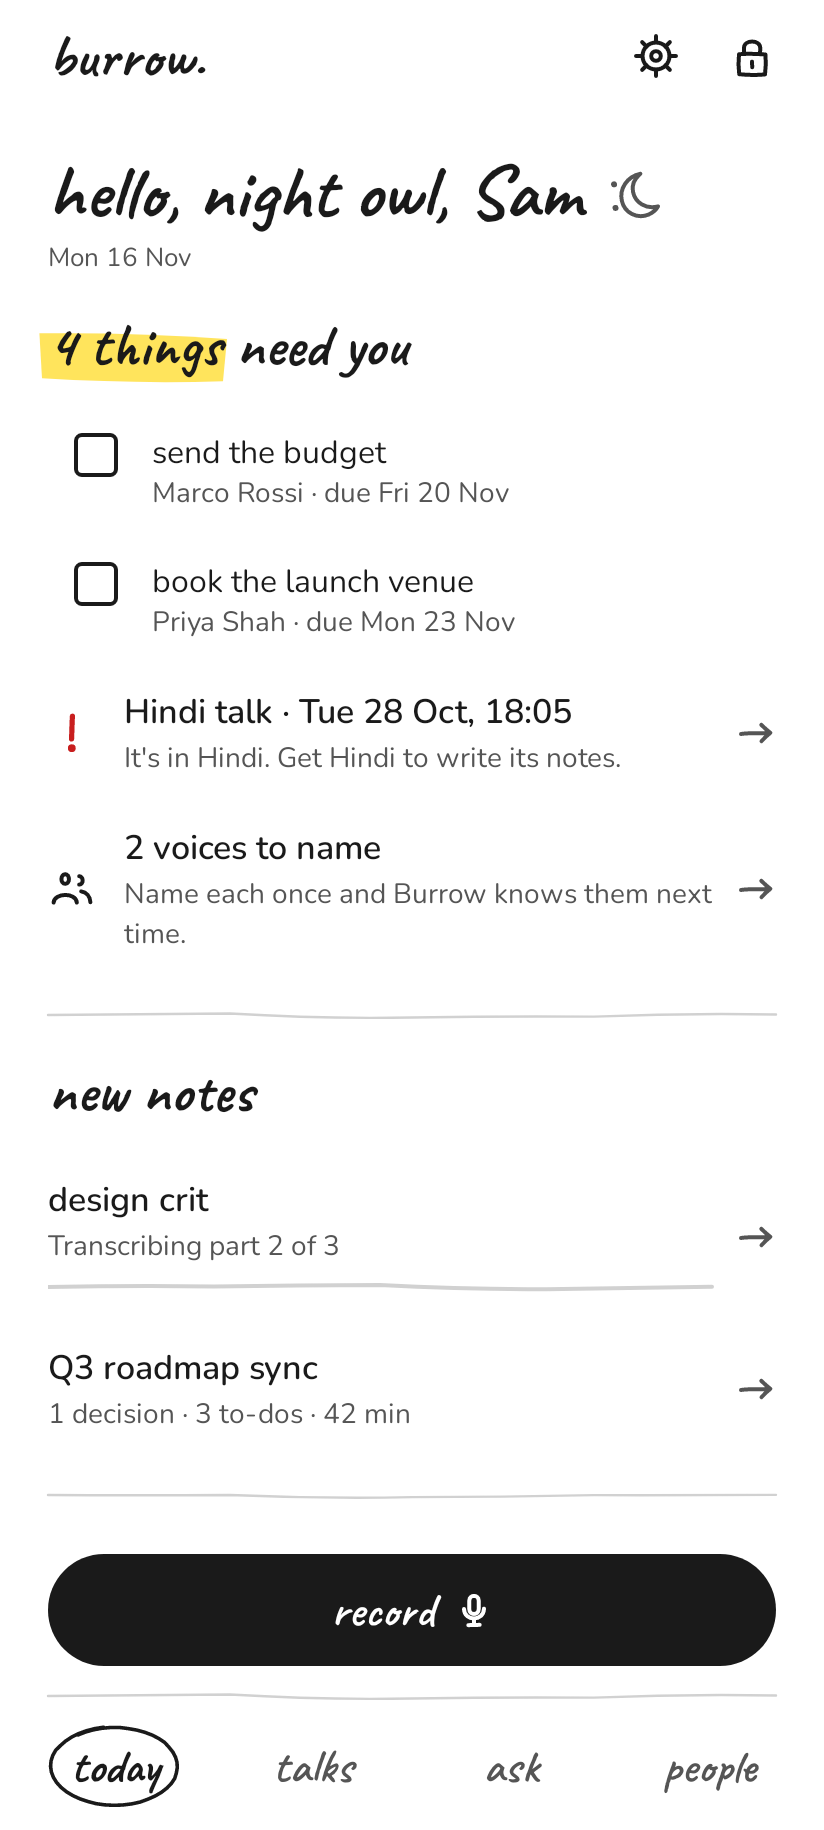 burrow.
hello, night owl, Sam
Mon 16 Nov
4 things need you
send the budget
Marco Rossi · due Fri 20 Nov
book the launch venue
Priya Shah · due Mon 23 Nov
! Hindi talk · Tue 28 Oct, 18:05
It's in Hindi. Get Hindi to write its notes.
2 voices to name
Name each once and Burrow knows them next
time.
new notes
design crit
Transcribing part 2 of 3
Q3 roadmap sync
1 decision · 3 to-dos · 42 min
record
today talks ask people